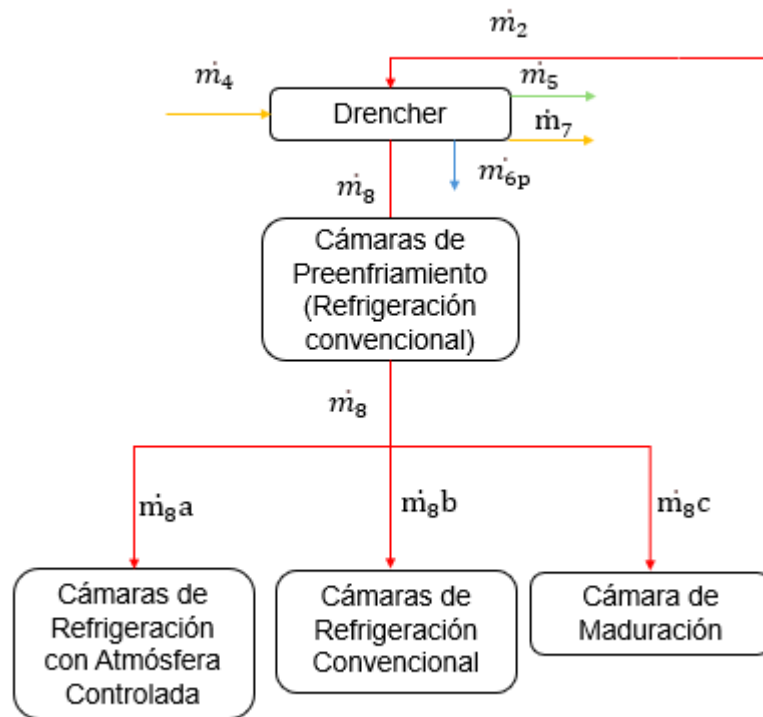 ṁ₂
ṁ₄
ṁ₅
Drencher
ṁ₇
ṁ₆ₚ
ṁ₈
Cámaras de
Preenfriamiento
(Refrigeración
convencional)
ṁ₈
ṁ₈a
ṁ₈b
ṁ₈c
Cámaras de
Refrigeración
con Atmósfera
Controlada
Cámaras de
Refrigeración
Convencional
Cámara de
Maduración